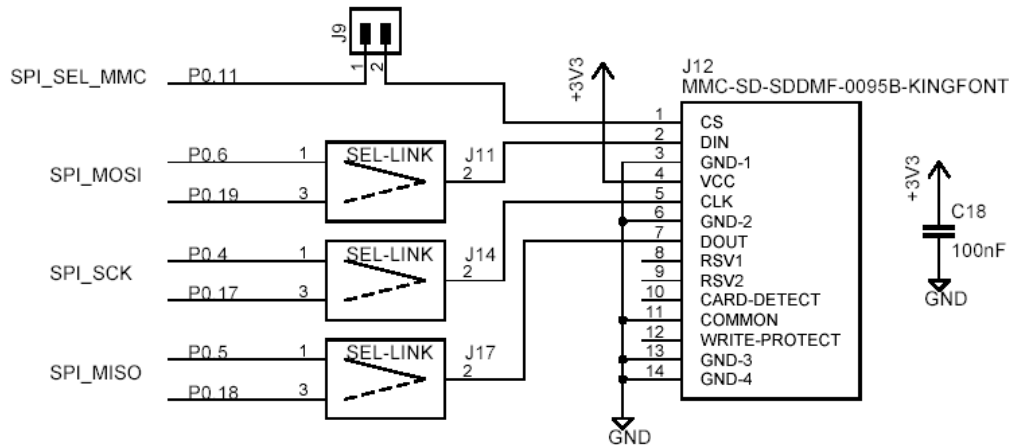 J9
1 2
SPI_SEL_MMC P0.11
+3V3
J12
MMC-SD-SDDMF-0095B-KINGFONT
SPI_MOSI
P0.6 1 SEL-LINK J11
2
P0.19 3
SPI_SCK
P0.4 1 SEL-LINK J14
2
P0.17 3
SPI_MISO
P0.5 1 SEL-LINK J17
2
P0.18 3
1 CS
2 DIN
3 GND-1
4 VCC
5 CLK
6 GND-2
7 DOUT
8 RSV1
9 RSV2
10 CARD-DETECT
11 COMMON
12 WRITE-PROTECT
13 GND-3
14 GND-4
GND
+3V3
C18
100nF
GND